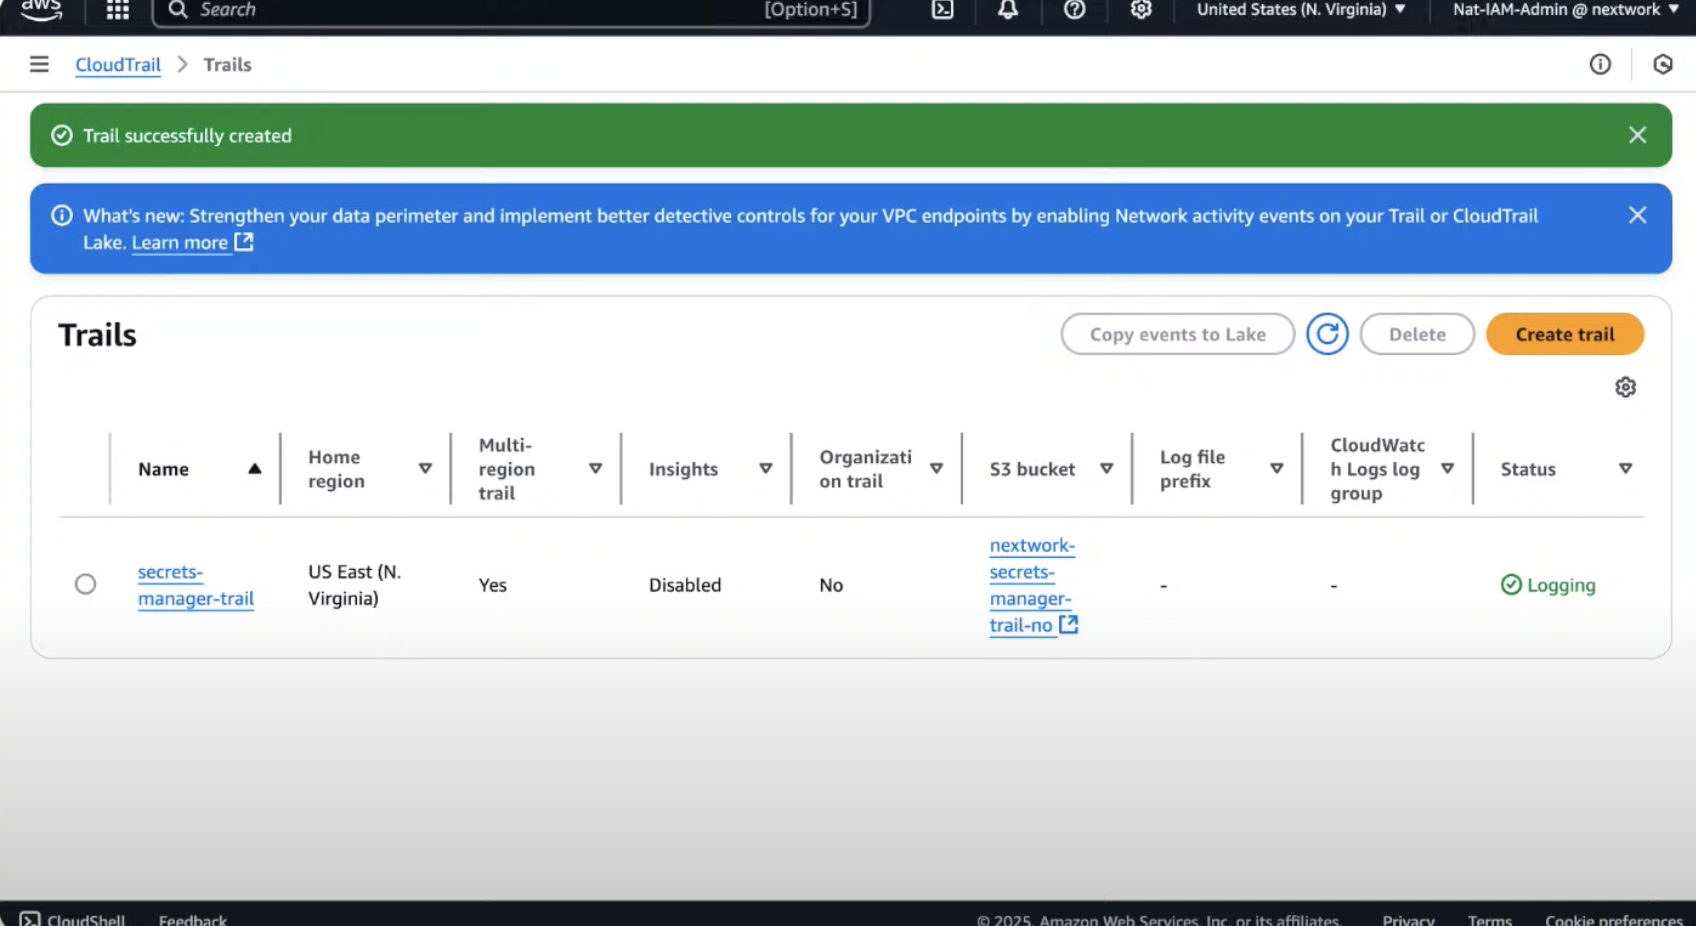 aws
Search
[Option+S]
United States (N. Virginia)
Nat-IAM-Admin @ nextwork
CloudTrail
Trails
Trail successfully created
What's new: Strengthen your data perimeter and implement better detective controls for your VPC endpoints by enabling Network activity events on your Trail or CloudTrail
Lake. Learn more
Trails
Copy events to Lake
Delete
Create trail
Name
Home
region
Multi-
region
trail
Insights
Organizati
on trail
S3 bucket
Log file
prefix
CloudWatc
h Logs log
group
Status
secrets-
manager-trail
US East (N.
Virginia)
Yes
Disabled
No
nextwork-
secrets-
manager-
trail-no
-
-
Logging
CloudShell
Feedback
© 2025, Amazon Web Services, Inc. or its affiliates.
Privacy
Terms
Cookie preferences